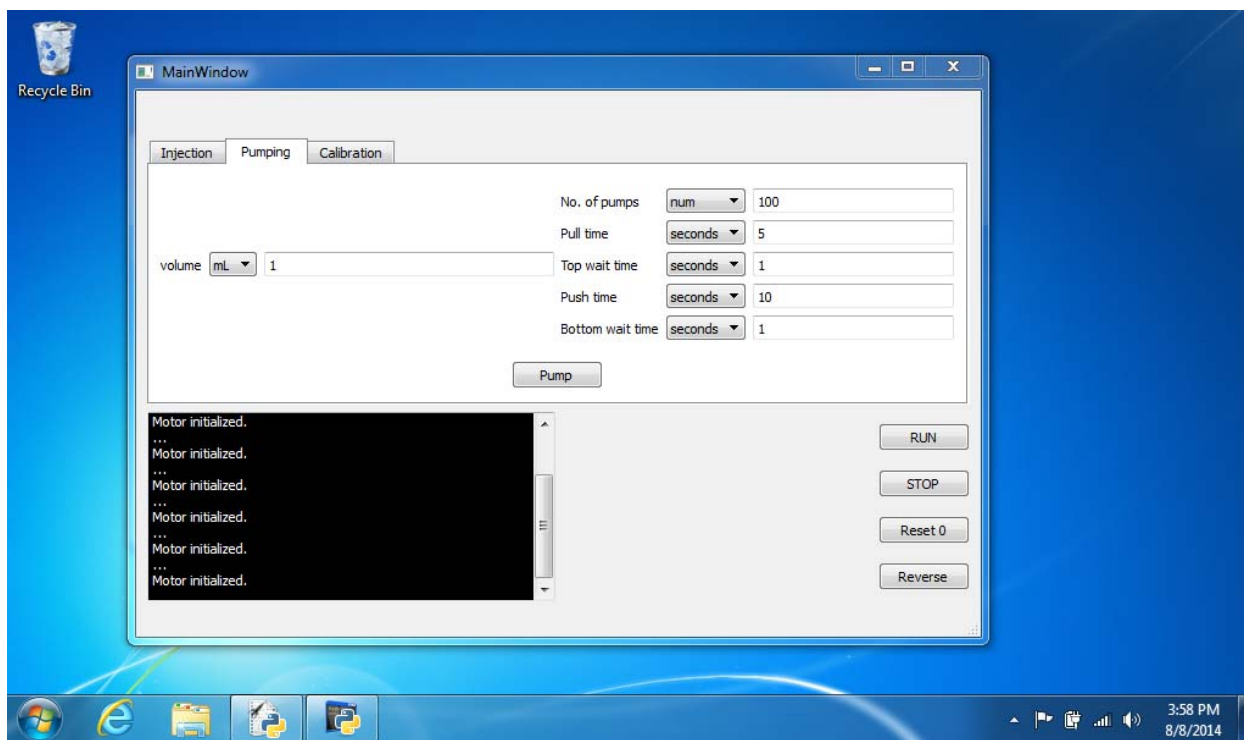 Recycle Bin
MainWindow
Injection Pumping Calibration
No. of pumps num 100
Pull time seconds 5
volume mL 1 Top wait time seconds 1
Push time seconds 10
Bottom wait time seconds 1
Pump
Motor initialized.
...
Motor initialized.
...
Motor initialized.
...
Motor initialized.
...
Motor initialized.
...
Motor initialized.
RUN
STOP
Reset 0
Reverse
3:58 PM
8/8/2014